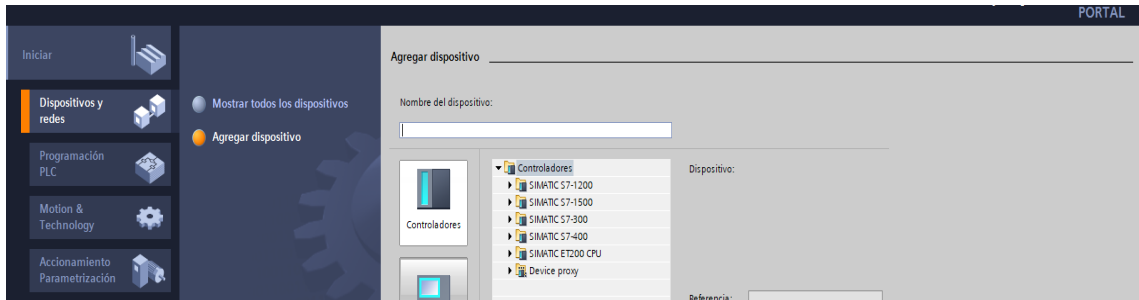 PORTAL
Iniciar
Dispositivos y
redes
Programación
PLC
Motion &
Technology
Accionamiento
Parametrización
Mostrar todos los dispositivos
Agregar dispositivo
Agregar dispositivo
Nombre del dispositivo:
Controladores
Controladores
SIMATIC S7-1200
SIMATIC S7-1500
SIMATIC S7-300
SIMATIC S7-400
SIMATIC ET200 CPU
Device proxy
Dispositivo:
Referencia: